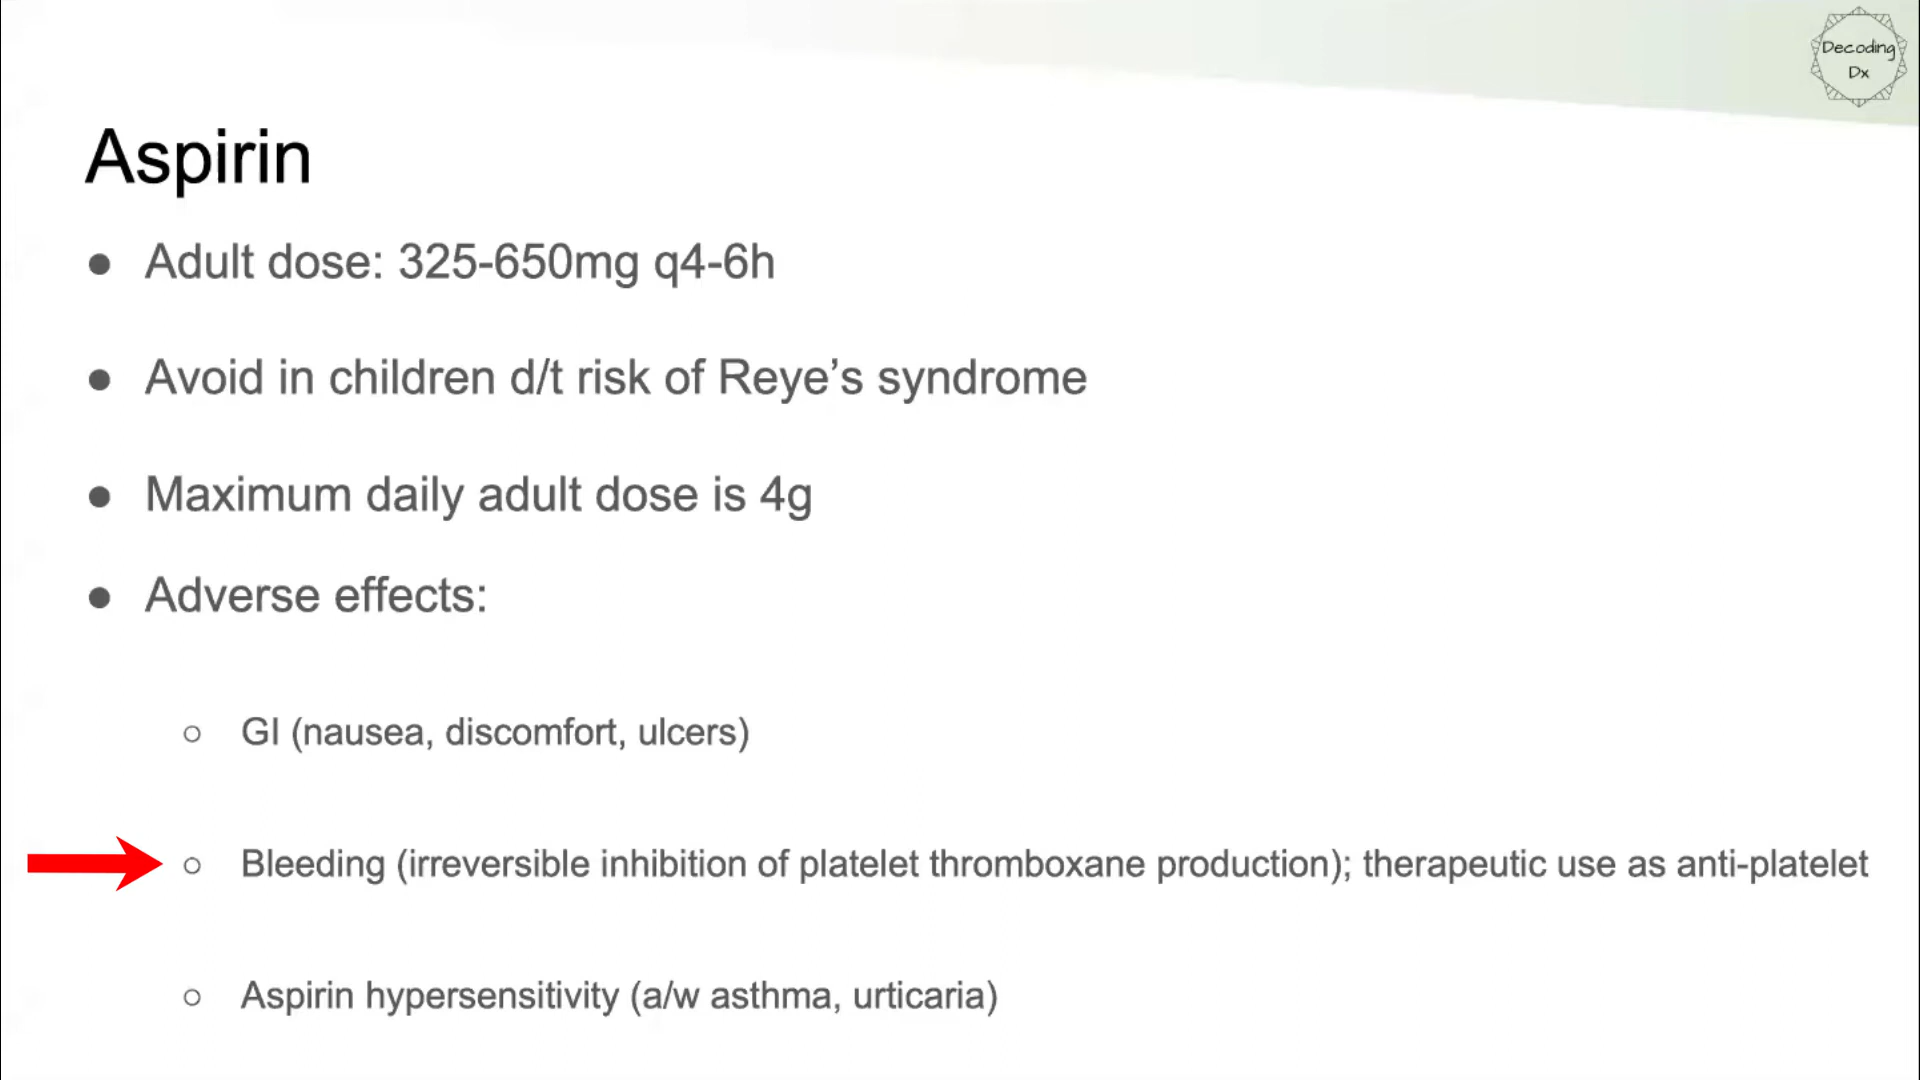 Decoding
Dx
Aspirin
● Adult dose: 325-650mg q4-6h
● Avoid in children d/t risk of Reye’s syndrome
● Maximum daily adult dose is 4g
● Adverse effects:
○ GI (nausea, discomfort, ulcers)
○ Bleeding (irreversible inhibition of platelet thromboxane production); therapeutic use as anti-platelet
○ Aspirin hypersensitivity (a/w asthma, urticaria)